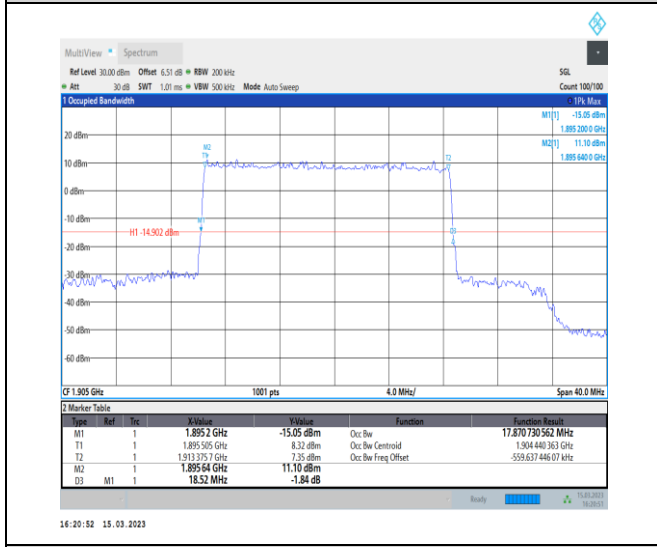 MultiView Spectrum
Ref Level 30.00 dBm Offset 6.51 dB RBW 200 kHz SGL
Att 30 dB SWT 1.01 ms VBW 500 kHz Mode Auto Sweep Count 100/100
1 Occupied Bandwidth 1Pk Max
M1[1] -15.05 dBm
1.895 200 0 GHz
M2[1] 11.10 dBm
1.895 640 0 GHz
20 dBm
M2
T1
T2
10 dBm
0 dBm
-10 dBm
M1
H1 -14.902 dBm
D3
-20 dBm
-30 dBm
-40 dBm
-50 dBm
-60 dBm
CF 1.905 GHz 1001 pts 4.0 MHz/ Span 40.0 MHz
2 Marker Table
Type Ref Trc X-Value Y-Value Function Function Result
M1 1 1.895 2 GHz -15.05 dBm Occ Bw 17.870 730 562 MHz
T1 1 1.895 505 GHz 8.32 dBm Occ Bw Centroid 1.904 440 363 GHz
T2 1 1.913 375 7 GHz 7.35 dBm Occ Bw Freq Offset -559.637 446 07 kHz
M2 1 1.895 64 GHz 11.10 dBm
D3 M1 1 18.52 MHz -1.84 dB
Ready 15.03.2023
16:20:51
16:20:52 15.03.2023